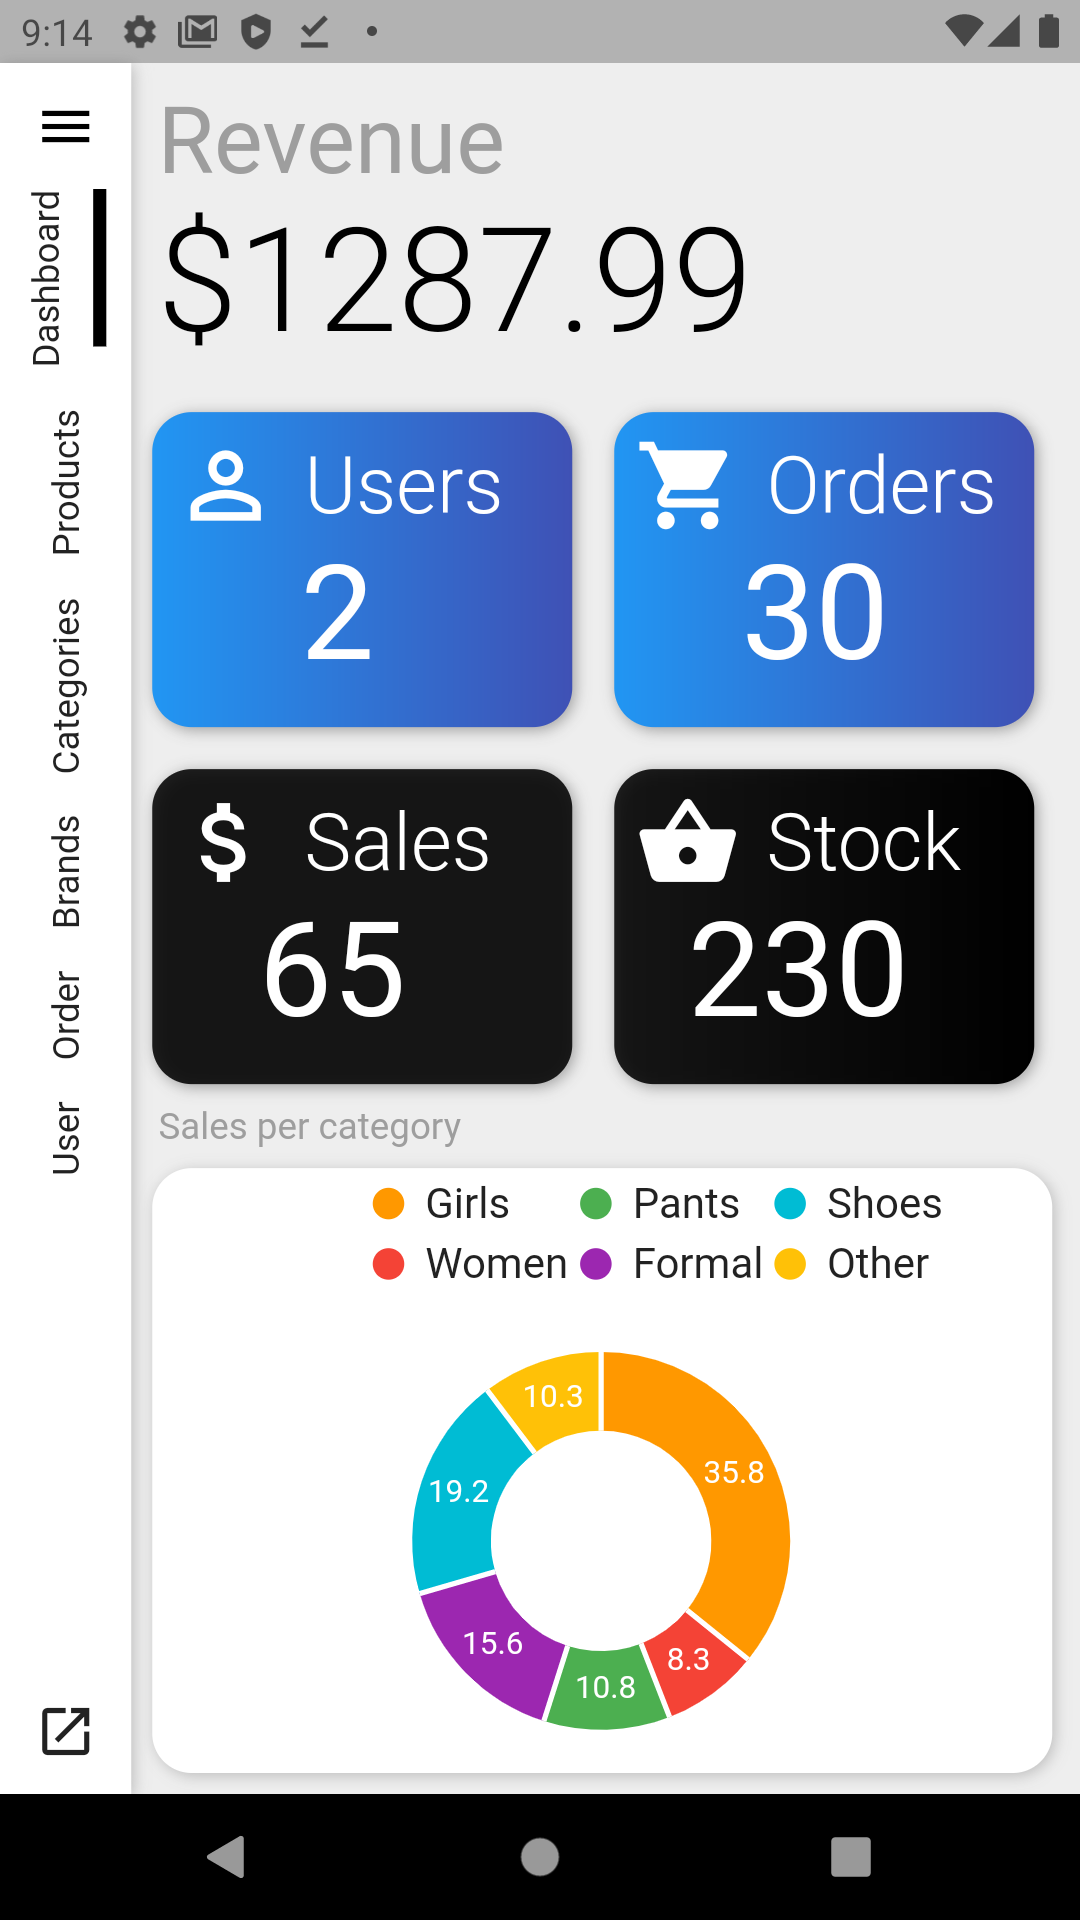 9:14
Revenue
$1287.99
Dashboard
Products
Categories
Brands
Order
User
Users
2
Orders
30
Sales
65
Stock
230
Sales per category
Girls Pants Shoes
Women Formal Other
10.3
35.8
19.2
15.6
8.3
10.8